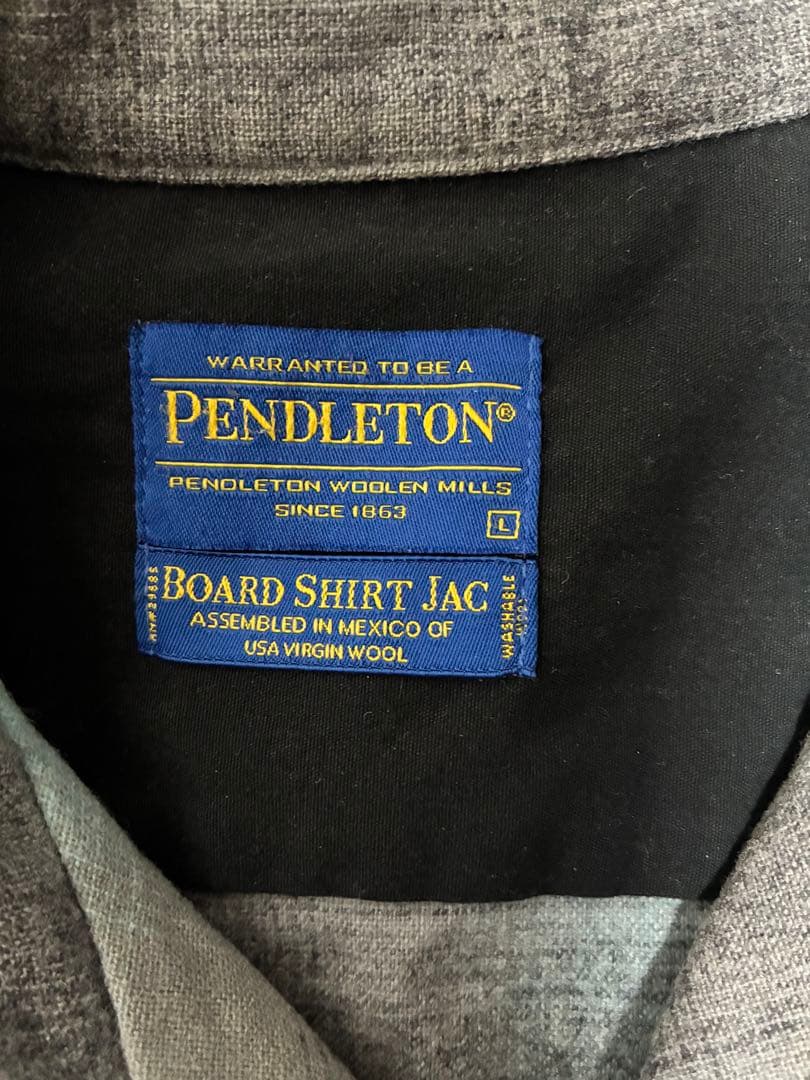 WARRANTED TO BE A
PENDLETON®
PENDLETON WOOLEN MILLS
SINCE 1863
L
BOARD SHIRT JAC
ASSEMBLED IN MEXICO OF
USA VIRGIN WOOL
WASHABLE